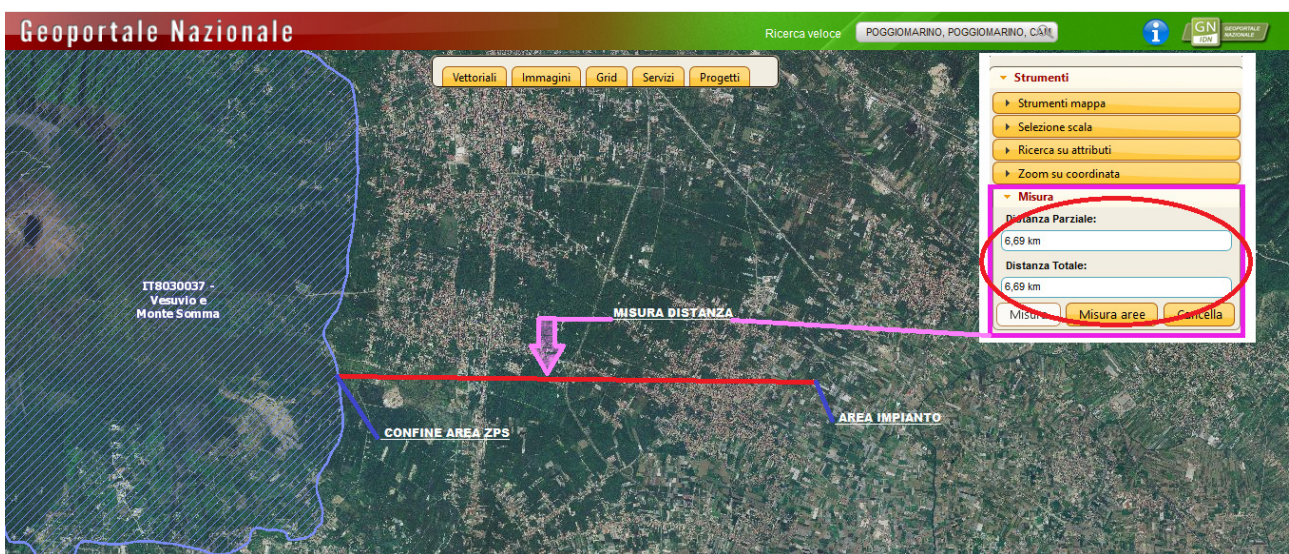 Geoportale Nazionale
Ricerca veloce
POGGIOMARINO, POGGIOMARINO, CAM
GN
IDN
GEOPORTALE
NAZIONALE
Vettoriali
Immagini
Grid
Servizi
Progetti
Strumenti
Strumenti mappa
Selezione scala
Ricerca su attributi
Zoom su coordinata
Misura
Distanza Parziale:
6,69 km
Distanza Totale:
6,69 km
Misura
Misura aree
Cancella
IT8030037 -
Vesuvio e
Monte Somma
MISURA DISTANZA
AREA IMPIANTO
CONFINE AREA ZPS